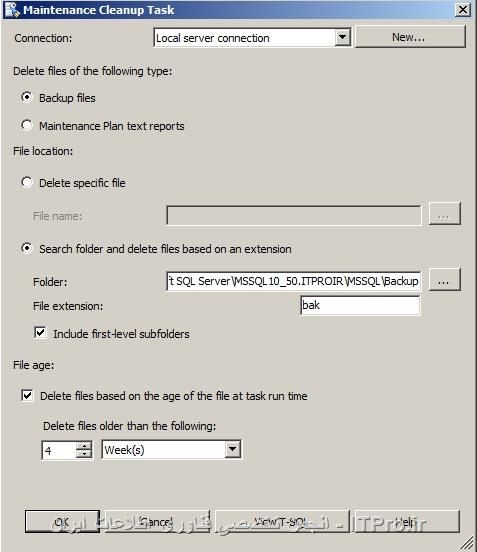 Maintenance Cleanup Task
Connection: Local server connection New...
Delete files of the following type:
Backup files
Maintenance Plan text reports
File location:
Delete specific file
File name: ...
Search folder and delete files based on an extension
Folder: t SQL Server\MSSQL10_50.ITPROIR\MSSQL\Backup ...
File extension: bak
Include first-level subfolders
File age:
Delete files based on the age of the file at task run time
Delete files older than the following:
4 Week(s)
OK Cancel View T-SQL Help
انجمن تخصصی فناوری اطلاعات ایران - ITPro.ir